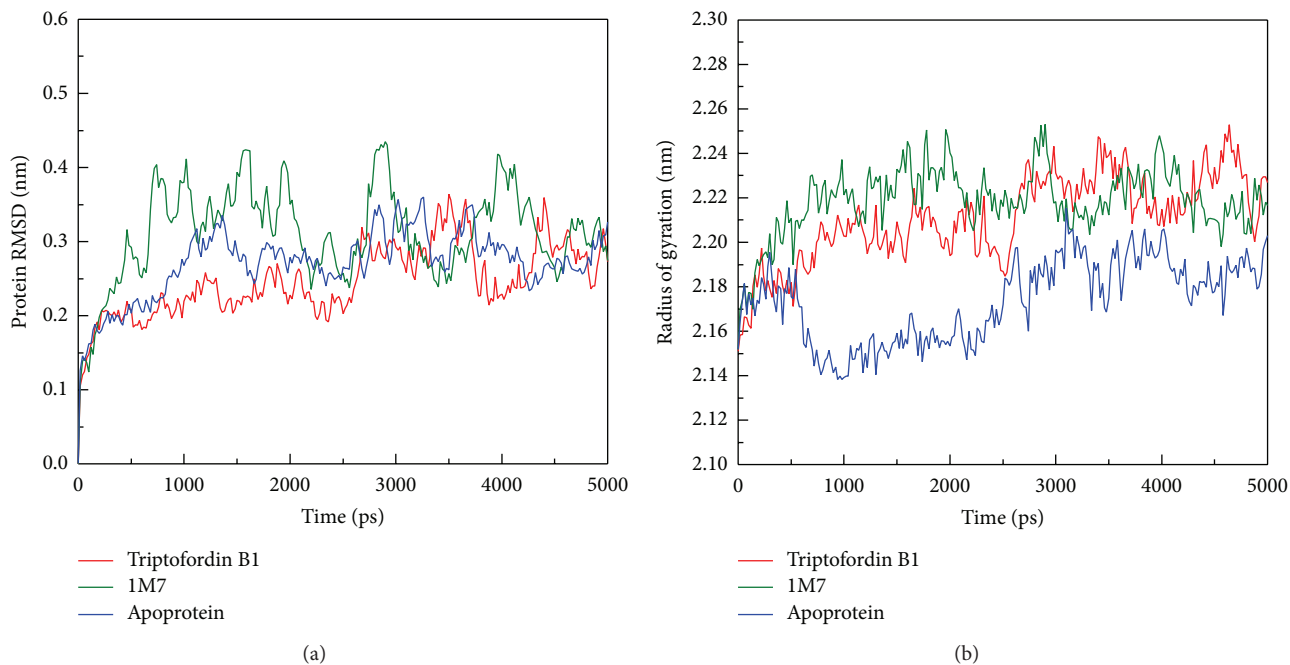 0.6
0.5
0.4
0.3
0.2
0.1
0.0
Protein RMSD (nm)
0 1000 2000 3000 4000 5000
Time (ps)
Triptofordin B1
1M7
Apoprotein
(a)
2.30
2.28
2.26
2.24
2.22
2.20
2.18
2.16
2.14
2.12
2.10
Radius of gyration (nm)
0 1000 2000 3000 4000 5000
Time (ps)
Triptofordin B1
1M7
Apoprotein
(b)